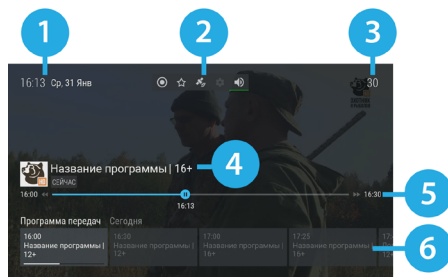 1
2
3
16:13 Ср, 31 Янв
30
Название программы | 16+
СЕЙЧАС
4
16:00
16:30
5
16:13
Программа передач Сегодня
16:00
Название программы |
12+
16:30
Название программы |
12+
17:00
Название программы |
16+
17:25
Название программы |
16+
6